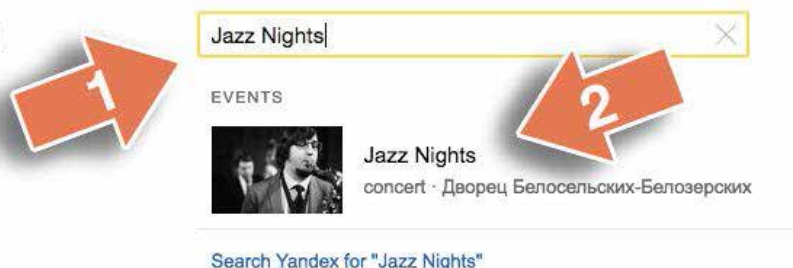 Jazz Nights
1
EVENTS
2
Jazz Nights
concert · Дворец Белосельских-Белозерских
Search Yandex for "Jazz Nights"